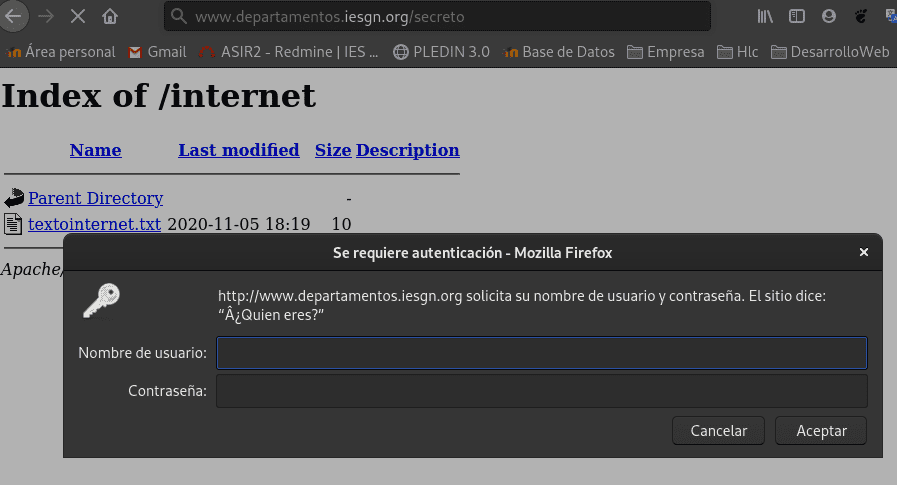 www.departamentos.iesgn.org/secreto
Área personal Gmail ASIR2 - Redmine | IES ... PLEDIN 3.0 Base de Datos Empresa Hlc DesarrolloWeb
Index of /internet
Name Last modified Size Description
Parent Directory -
textointernet.txt 2020-11-05 18:19 10
Apache/
Se requiere autenticación - Mozilla Firefox
http://www.departamentos.iesgn.org solicita su nombre de usuario y contraseña. El sitio dice:
“Â¿Quien eres?”
Nombre de usuario:
Contraseña:
Cancelar Aceptar